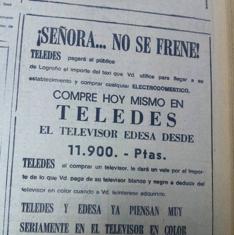 ¡SEÑORA... NO SE FRENE!
TELEDES pagará al público
de Logroño el importe del taxi que Vd. utilice para llegar a su
establecimiento y comprar cualquier ELECTRODOMESTICO.
COMPRE HOY MISMO EN
TELEDES
EL TELEVISOR EDESA DESDE
11.900. - Ptas.
TELEDES al comprar un televisor, le dará un vale por el importe
de lo que Vd. pague de su televisor blanco y negro a deducir del
televisor en color cuando a Vd. le interese adquirirlo.
TELEDES Y EDESA YA PIENSAN MUY
SERIAMENTE EN EL TELEVISOR EN COLOR